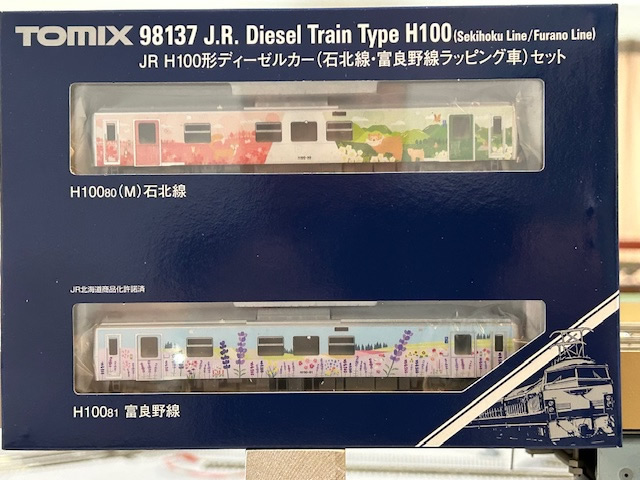 TOMIX 98137 J.R. Diesel Train Type H100 (Sekihoku Line/Furano Line)
JR H100形ディーゼルカー(石北線・富良野線ラッピング車)セット
H10080(M)石北線
JR北海道商品化許諾済
H10081 富良野線